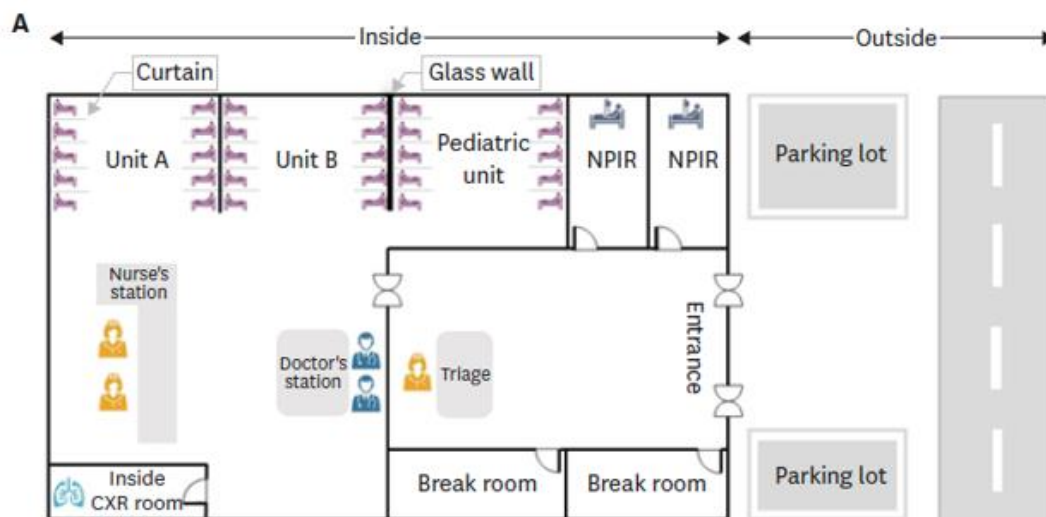 A
Inside
Outside
Curtain
Glass wall
Unit A
Unit B
Pediatric
unit
NPIR
NPIR
Parking lot
Nurse's
station
Doctor's
station
Triage
Entrance
Inside
CXR room
Break room
Break room
Parking lot